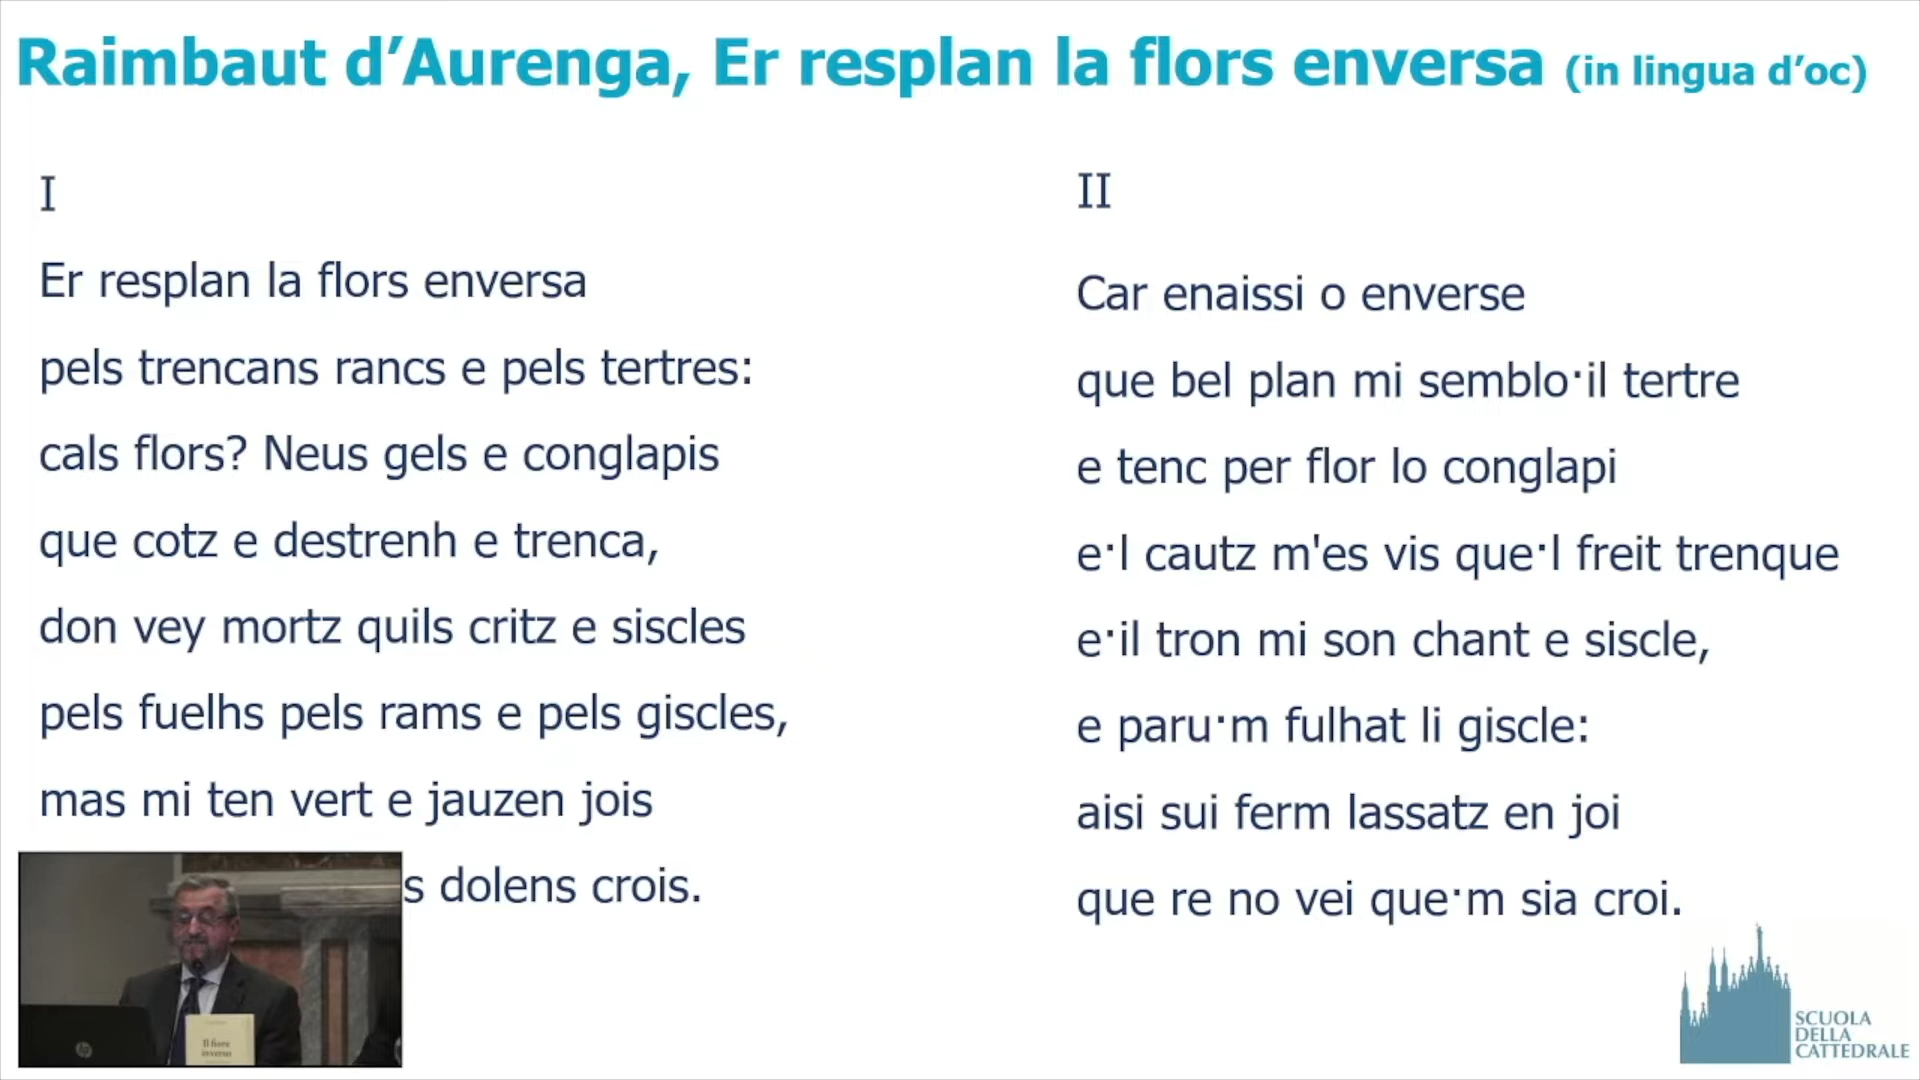 Raimbaut d’Aurenga, Er resplan la flors enversa (in lingua d’oc)
I
Er resplan la flors enversa
pels trencans rancs e pels tertres:
cals flors? Neus gels e conglapis
que cotz e destrenh e trenca,
don vey mortz quils critz e siscles
pels fuelhs pels rams e pels giscles,
mas mi ten vert e jauzen jois
s dolens crois.
II
Car enaissi o enverse
que bel plan mi semblo·il tertre
e tenc per flor lo conglapi
e·l cautz m'es vis que·l freit trenque
e·il tron mi son chant e siscle,
e paru·m fulhat li giscle:
aisi sui ferm lassatz en joi
que re no vei que·m sia croi.
Il fiore
inverso
hp
SCUOLA
DELLA
CATTEDRALE